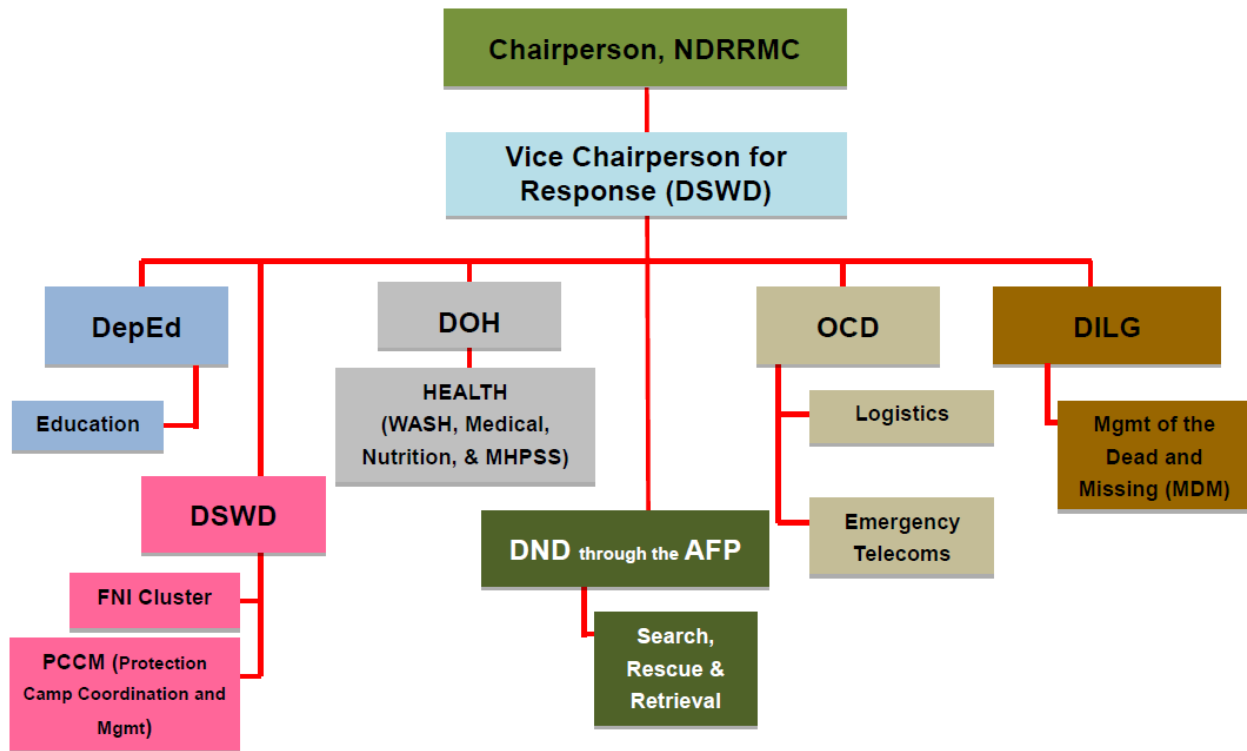 Chairperson, NDRRMC
Vice Chairperson for
Response (DSWD)
DepEd
Education
DSWD
FNI Cluster
PCCM (Protection
Camp Coordination and
Mgmt)
DOH
HEALTH
(WASH, Medical,
Nutrition, & MHPSS)
DND through the AFP
Search,
Rescue &
Retrieval
OCD
Logistics
Emergency
Telecoms
DILG
Mgmt of the
Dead and
Missing (MDM)